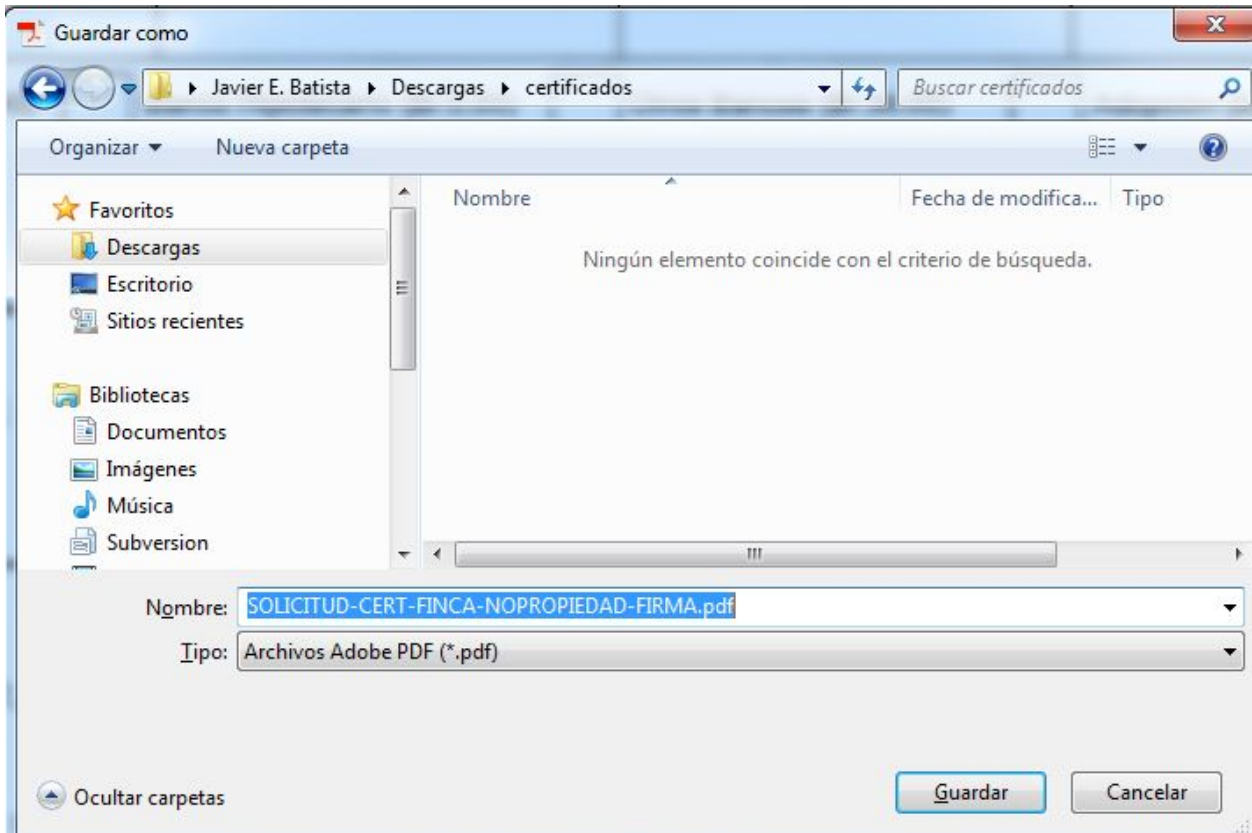 Guardar como
Javier E. Batista Descargas certificados
Buscar certificados
Organizar
Nueva carpeta
Nombre
Fecha de modifica...
Tipo
Favoritos
Descargas
Escritorio
Sitios recientes
Bibliotecas
Documentos
Imágenes
Música
Subversion
Ningún elemento coincide con el criterio de búsqueda.
Nombre: SOLICITUD-CERT-FINCA-NOPROPIEDAD-FIRMA.pdf
Tipo: Archivos Adobe PDF (*.pdf)
Ocultar carpetas
Guardar
Cancelar